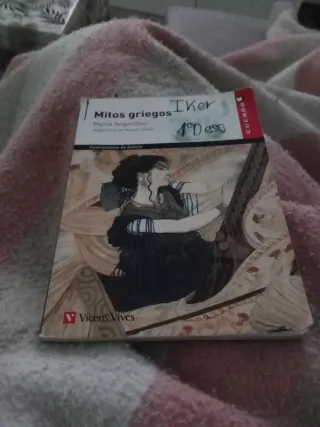 Mitos griegos
Iker
María Angelidou
1ºD eso
CUCAÑA
Vicens Vives